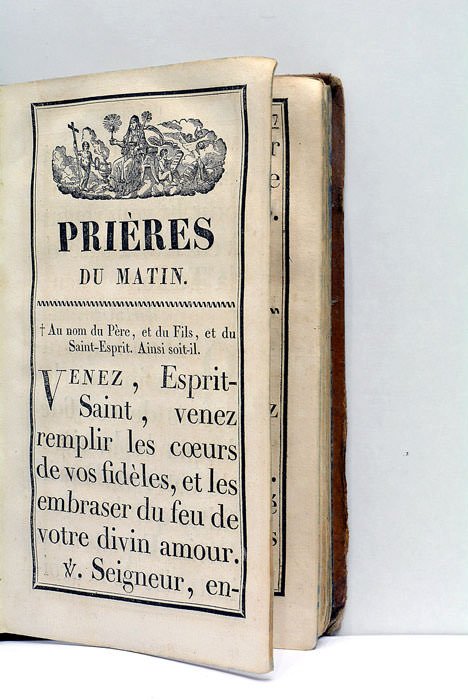 PRIÈRES
DU MATIN.
† Au nom du Père, et du Fils, et du
Saint-Esprit. Ainsi soit-il.
VENEZ, Esprit-
Saint, venez
remplir les cœurs
de vos fidèles, et les
embraser du feu de
votre divin amour.
℣. Seigneur, en-